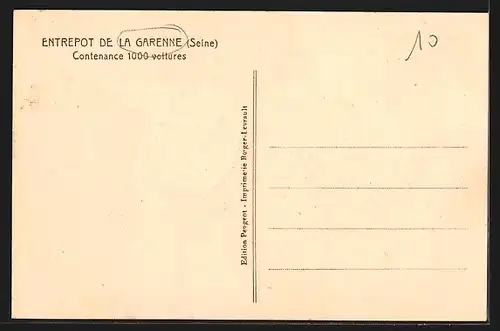 ENTREPOT DE LA GARENNE (Seine)
Contenance 1000 voitures
10
Edition Peugeot - Imprimerie Berger-Levrault